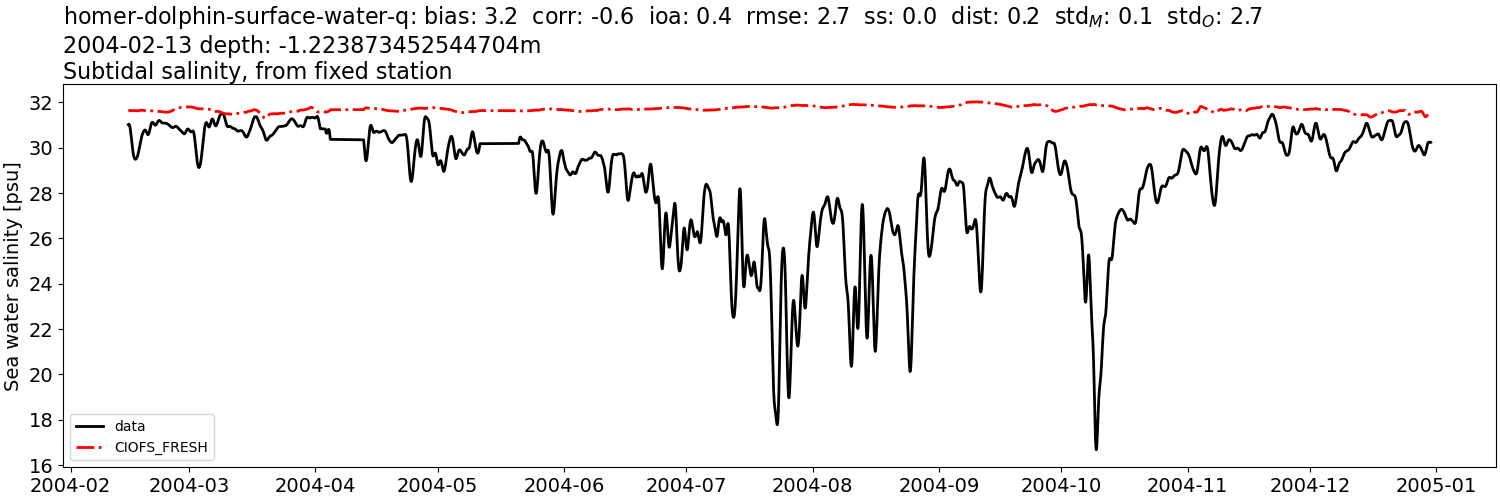 homer-dolphin-surface-water-q: bias: 3.2  corr: -0.6  ioa: 0.4  rmse: 2.7  ss: 0.0  dist: 0.2  std_M: 0.1  std_O: 2.7
2004-02-13 depth: -1.223873452544704m
Subtidal salinity, from fixed station
Sea water salinity [psu]
32
30
28
26
24
22
20
18
16
data
CIOFS_FRESH
2004-02 2004-03 2004-04 2004-05 2004-06 2004-07 2004-08 2004-09 2004-10 2004-11 2004-12 2005-01